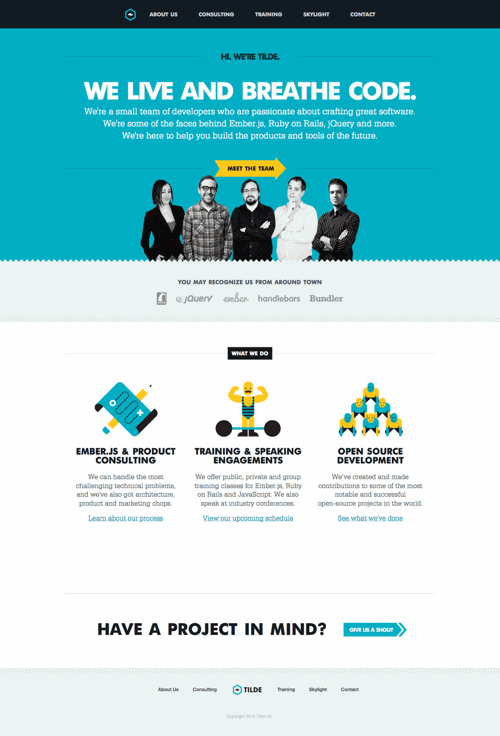 ABOUT US CONSULTING TRAINING SKYLIGHT CONTACT
HI. WE'RE TILDE.
WE LIVE AND BREATHE CODE.
We're a small team of developers who are passionate about crafting great software.
We're some of the faces behind Ember.js, Ruby on Rails, jQuery and more.
We're here to help you build the products and tools of the future.
MEET THE TEAM
YOU MAY RECOGNIZE US FROM AROUND TOWN
jQuery ember handlebars Bundler
WHAT WE DO
EMBER.JS & PRODUCT
CONSULTING
We can handle the most
challenging technical problems,
and we've also got architecture,
product and marketing chops.
Learn about our process
TRAINING & SPEAKING
ENGAGEMENTS
We offer public, private and group
training classes for Ember.js, Ruby
on Rails and JavaScript. We also
speak at industry conferences.
View our upcoming schedule
OPEN SOURCE
DEVELOPMENT
We've created and made
contributions to some of the most
notable and successful
open-source projects in the world.
See what we've done
HAVE A PROJECT IN MIND?
GIVE US A SHOUT
About Us Consulting TILDE Training Skylight Contact